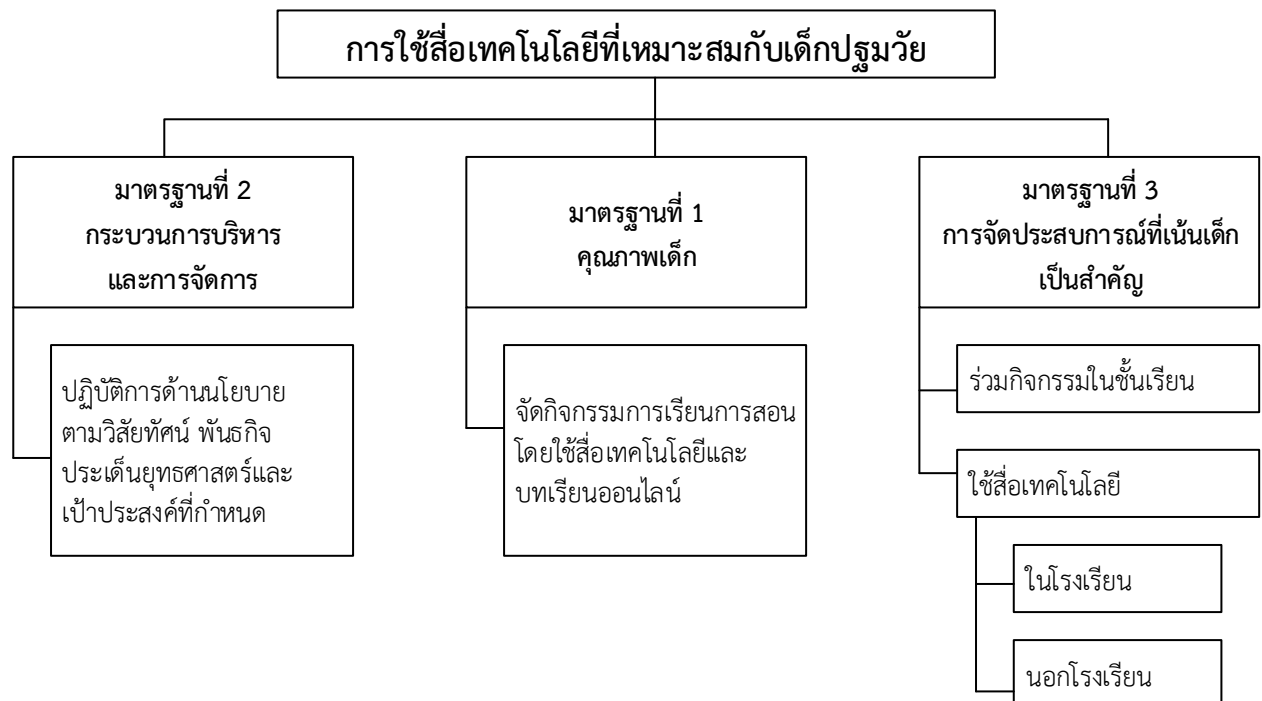 การใช้สื่อเทคโนโลยีที่เหมาะสมกับเด็กปฐมวัย
มาตรฐานที่ 2
กระบวนการบริหาร
และการจัดการ
ปฏิบัติการด้านนโยบาย
ตามวิสัยทัศน์ พันธกิจ
ประเด็นยุทธศาสตร์และ
เป้าประสงค์ที่กำหนด
มาตรฐานที่ 1
คุณภาพเด็ก
จัดกิจกรรมการเรียนการสอน
โดยใช้สื่อเทคโนโลยีและ
บทเรียนออนไลน์
มาตรฐานที่ 3
การจัดประสบการณ์ที่เน้นเด็ก
เป็นสำคัญ
ร่วมกิจกรรมในชั้นเรียน
ใช้สื่อเทคโนโลยี
ในโรงเรียน
นอกโรงเรียน